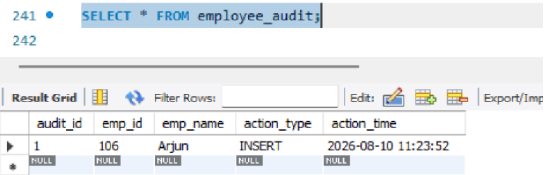 241 SELECT * FROM employee_audit;
242
Result Grid Filter Rows: Edit: Export/Imp
audit_id emp_id emp_name action_type action_time
1 106 Arjun INSERT 2026-08-10 11:23:52
NULL NULL NULL NULL NULL